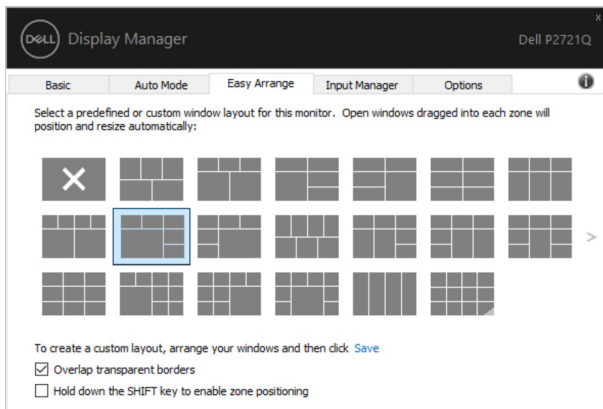 x
DELL Display Manager
Dell P2721Q
Basic
Auto Mode
Easy Arrange
Input Manager
Options
i
Select a predefined or custom window layout for this monitor. Open windows dragged into each zone will
position and resize automatically:
>
To create a custom layout, arrange your windows and then click Save
Overlap transparent borders
Hold down the SHIFT key to enable zone positioning